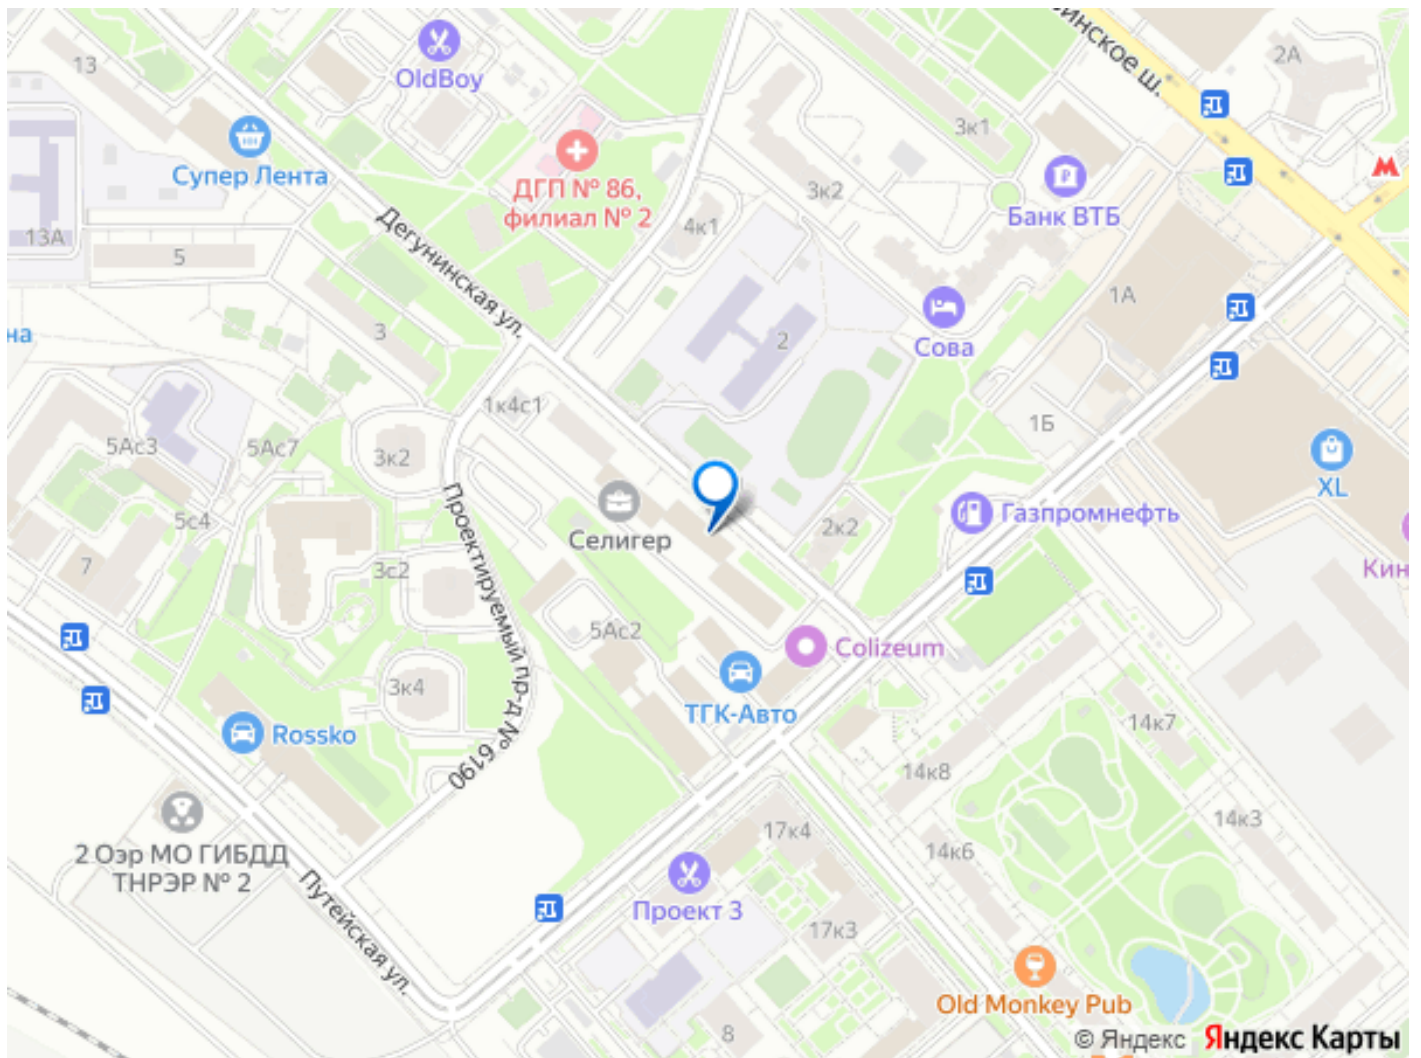 OldBoy
13
2А
инское ш.
Супер Лента
3к1
ДГП № 86,
филиал № 2
3к2
Банк ВТБ
13А
4к1
5
Дегунинская ул.
1А
на
3
2
Сова
1к4с1
1Б
5Ас3
5Ас7
3к2
XL
5с4
Селигер
2к2
Газпромнефть
7
3с2
Проектируемый пр-д № 6190
Кин
5Ас2
Colizeum
3к4
ТГК-Авто
14к7
Rossko
14к8
14к3
17к4
14к6
2 Оэр МО ГИБДД
ТНРЭР № 2
Путейская ул.
Проект 3
17к3
Old Monkey Pub
8
© Яндекс Яндекс Карты